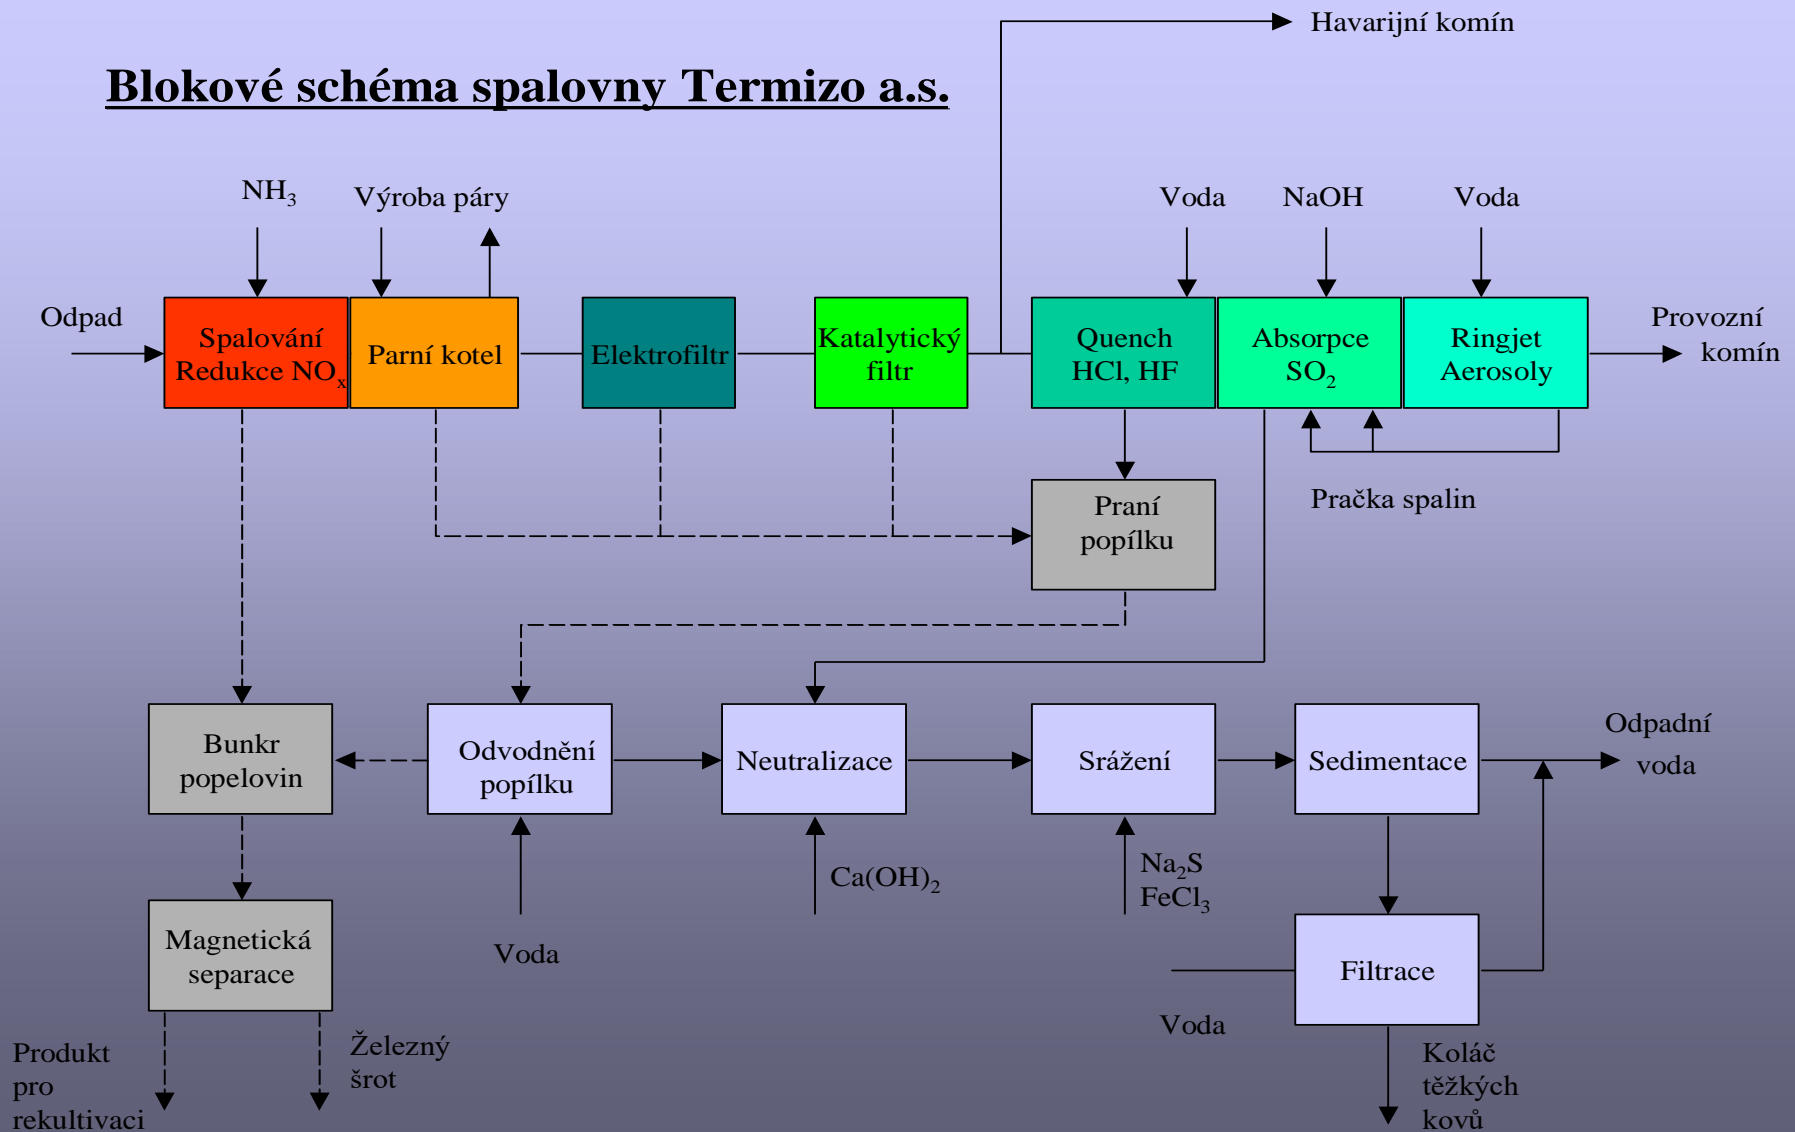 Havarijní komín
Blokové schéma spalovny Termizo a.s.
NH₃
Výroba páry
Voda
NaOH
Voda
Odpad
Spalování
Redukce NOₓ
Parní kotel
Elektrofiltr
Katalytický
filtr
Quench
HCl, HF
Absorpce
SO₂
Ringjet
Aerosoly
Provozní
komín
Pračka spalin
Praní
popílku
Bunkr
popelovin
Odvodnění
popílku
Neutralizace
Srážení
Sedimentace
Odpadní
voda
Ca(OH)₂
Na₂S
FeCl₃
Magnetická
separace
Voda
Filtrace
Voda
Produkt
pro
rekultivaci
Železný
šrot
Koláč
těžkých
kovů